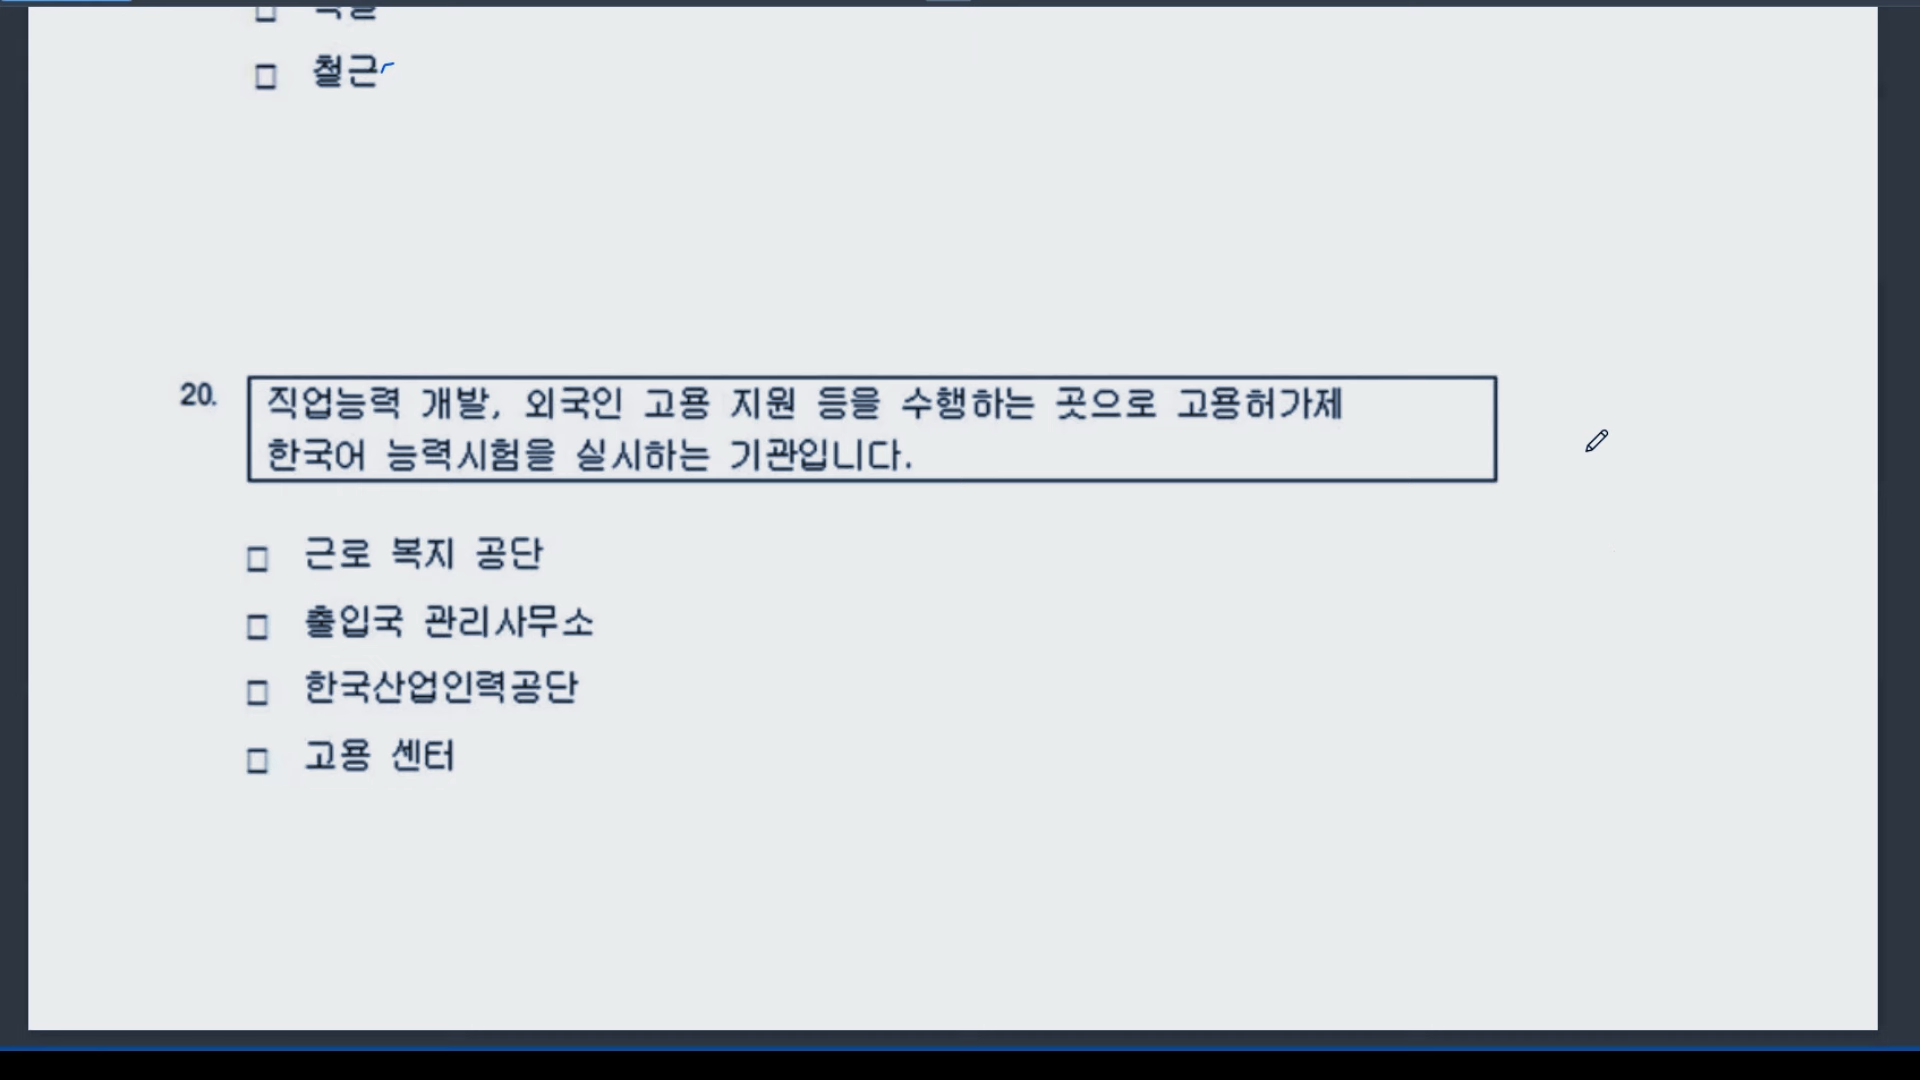 □ 철근
20. 직업능력 개발, 외국인 고용 지원 등을 수행하는 곳으로 고용허가제
한국어 능력시험을 실시하는 기관입니다.
□ 근로 복지 공단
□ 출입국 관리사무소
□ 한국산업인력공단
□ 고용 센터